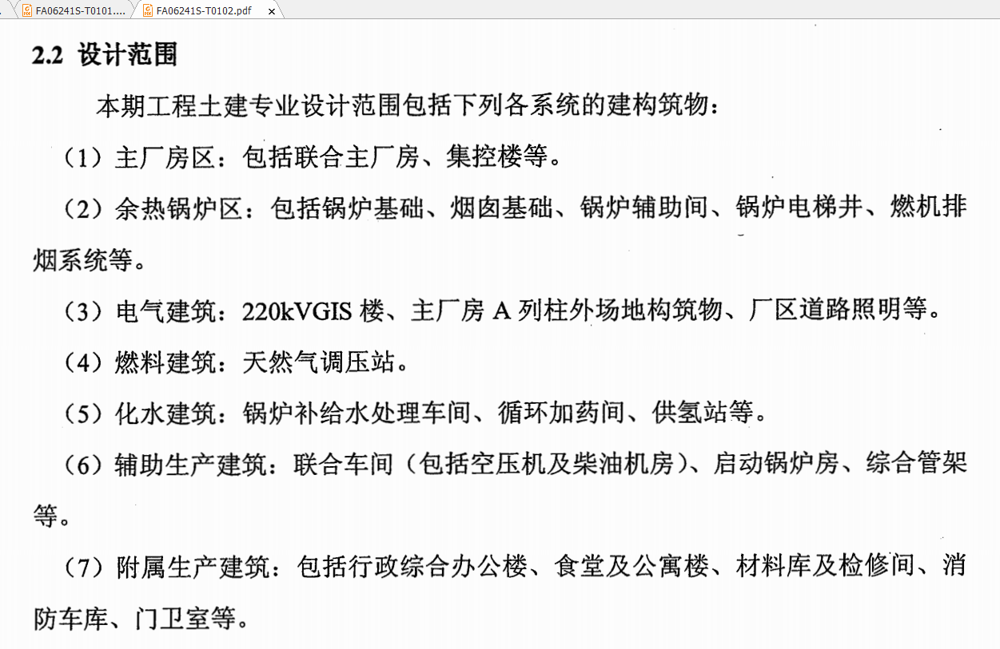 FA06241S-T0101....
FA06241S-T0102.pdf
2.2 设计范围
本期工程土建专业设计范围包括下列各系统的建构筑物：
（1）主厂房区：包括联合主厂房、集控楼等。
（2）余热锅炉区：包括锅炉基础、烟囱基础、锅炉辅助间、锅炉电梯井、燃机排
烟系统等。
（3）电气建筑：220kVGIS 楼、主厂房 A 列柱外场地构筑物、厂区道路照明等。
（4）燃料建筑：天然气调压站。
（5）化水建筑：锅炉补给水处理车间、循环加药间、供氢站等。
（6）辅助生产建筑：联合车间（包括空压机及柴油机房）、启动锅炉房、综合管架
等。
（7）附属生产建筑：包括行政综合办公楼、食堂及公寓楼、材料库及检修间、消
防车库、门卫室等。